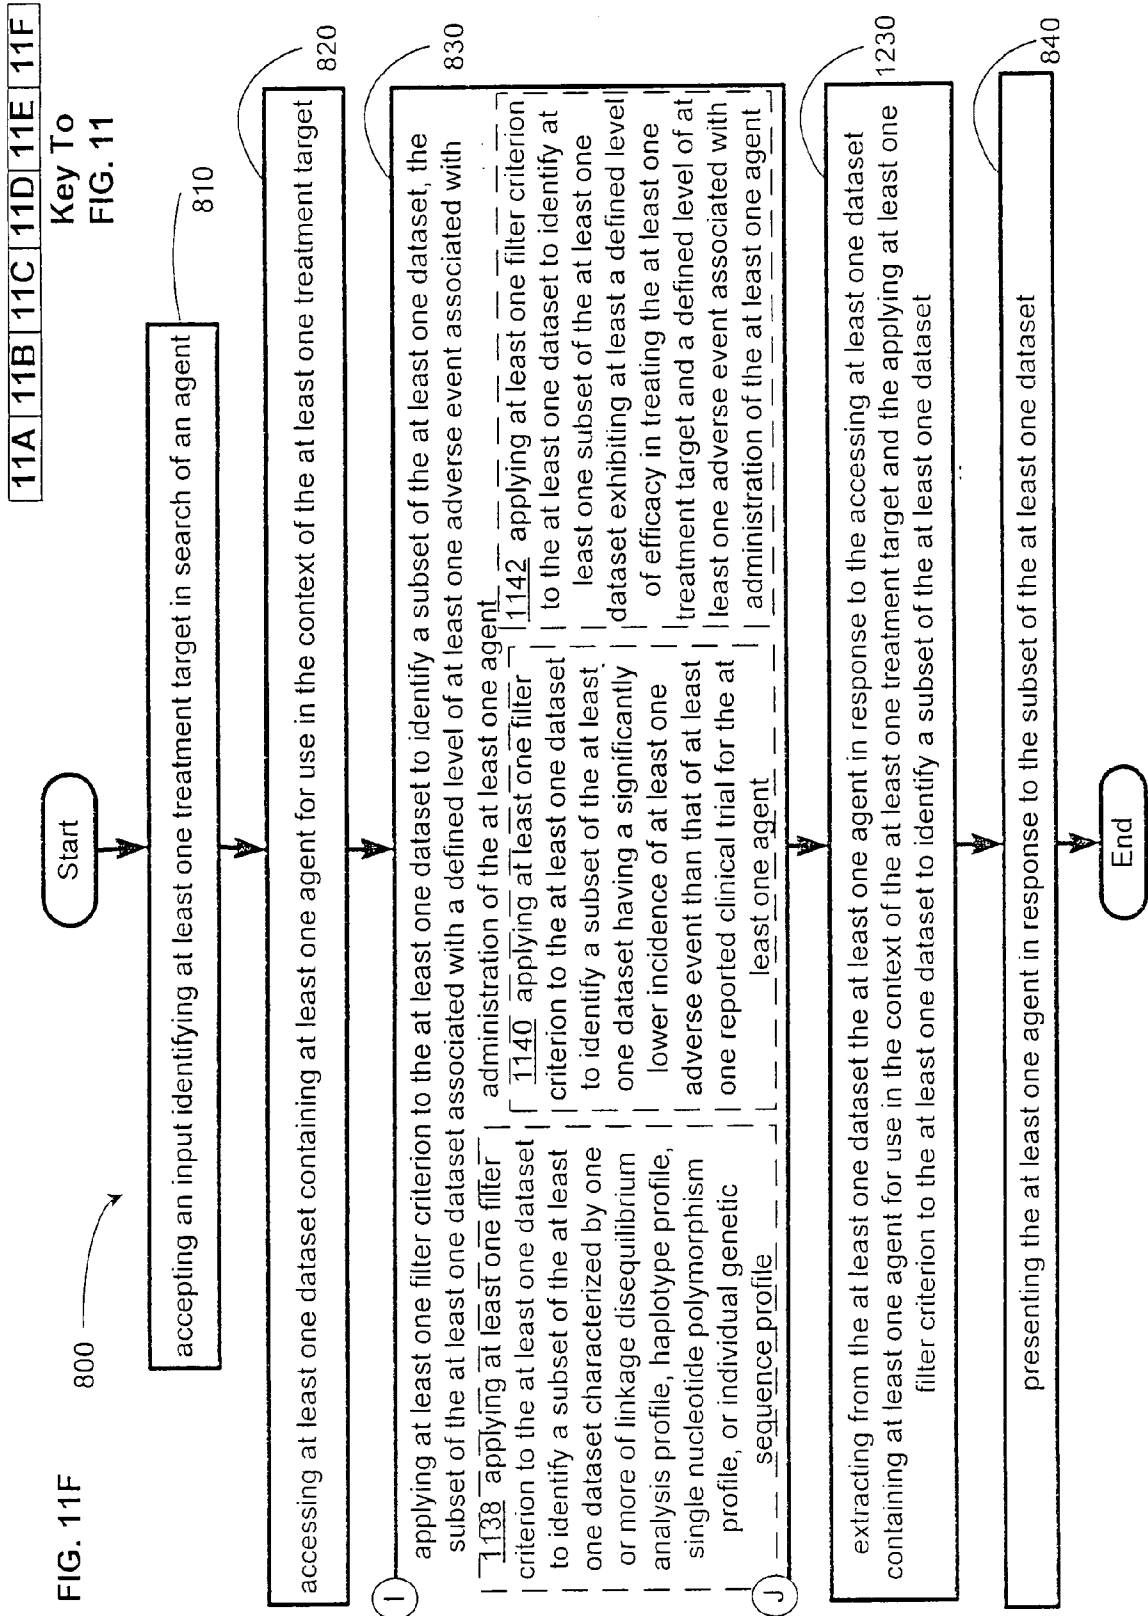 FIG. 11F
11A 11B 11C 11D 11E 11F
Key To
FIG. 11
800
Start
810
accepting an input identifying at least one treatment target in search of an agent
820
accessing at least one dataset containing at least one agent for use in the context of the at least one treatment target
830
I
applying at least one filter criterion to the at least one dataset to identify a subset of the at least one dataset, the
subset of the at least one dataset associated with a defined level of at least one adverse event associated with
administration of the at least one agent
1138 applying at least one filter
criterion to the at least one dataset
to identify a subset of the at least
one dataset characterized by one
or more of linkage disequilibrium
analysis profile, haplotype profile,
single nucleotide polymorphism
profile, or individual genetic
sequence profile
1140 applying at least one filter
criterion to the at least one dataset
to identify a subset of the at least
one dataset having a significantly
lower incidence of at least one
adverse event than that of at least
one reported clinical trial for the at
least one agent
1142 applying at least one filter criterion
to the at least one dataset to identify at
least one subset of the at least one
dataset exhibiting at least a defined level
of efficacy in treating the at least one
treatment target and a defined level of at
least one adverse event associated with
administration of the at least one agent
J
1230
extracting from the at least one dataset the at least one agent in response to the accessing at least one dataset
containing at least one agent for use in the context of the at least one treatment target and the applying at least one
filter criterion to the at least one dataset to identify a subset of the at least one dataset
840
presenting the at least one agent in response to the subset of the at least one dataset
End